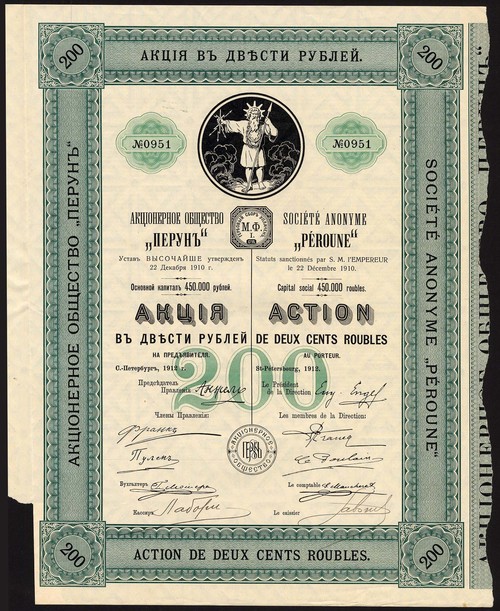 200
АКЦІЯ ВЪ ДВѢСТИ РУБЛЕЙ.
200
АКЦІОНЕРНОЕ ОБЩЕСТВО „ПЕРУНЪ“
SOCIÉTÉ ANONYME „PÉROUNE“
№0951
№0951
АКЦІОНЕРНОЕ ОБЩЕСТВО
„ПЕРУНЪ“
Уставъ ВЫСОЧАЙШЕ утвержденъ
22 Декабря 1910 г.
Основной капиталъ 450.000 рублей.
АКЦІЯ
ВЪ ДВѢСТИ РУБЛЕЙ
НА ПРЕДЪЯВИТЕЛЯ.
С.-Петербургъ, 1912 г.
М.Ф.
SOCIÉTÉ ANONYME
„PÉROUNE“
Statuts sanctionnés par S. M. l'EMPEREUR
le 22 Décembre 1910.
Capital social 450.000 roubles.
ACTION
DE DEUX CENTS ROUBLES
AU PORTEUR.
St-Pétersbourg, 1912.
200
Предсѣдатель
Правленія:
Le Président
de la Direction:
Члены Правленія:
Les membres de la Direction:
АКЦІОНЕРНОЕ
ОБЩЕСТВО
Бухгалтеръ
Le comptable
Кассиръ
Le caissier
200
ACTION DE DEUX CENTS ROUBLES.
200